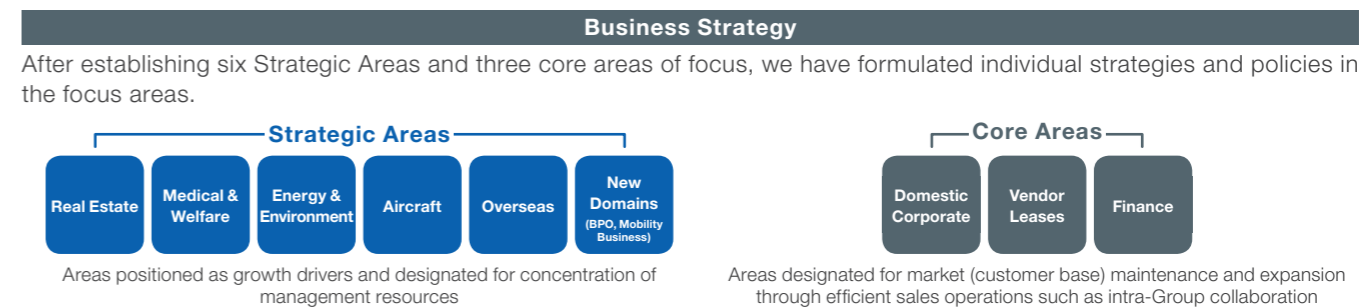 Business Strategy
After establishing six Strategic Areas and three core areas of focus, we have formulated individual strategies and policies in
the focus areas.
Strategic Areas
Real Estate
Medical &
Welfare
Energy &
Environment
Aircraft
Overseas
New
Domains
(BPO, Mobility
Business)
Areas positioned as growth drivers and designated for concentration of
management resources
Core Areas
Domestic
Corporate
Vendor
Leases
Finance
Areas designated for market (customer base) maintenance and expansion
through efficient sales operations such as intra-Group collaboration